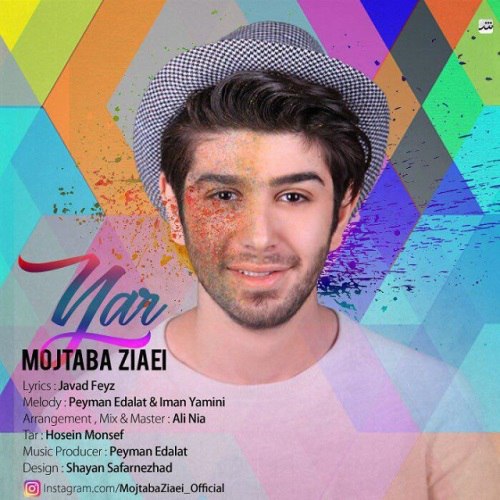 Yar
MOJTABA ZIAEI
Lyrics : Javad Feyz
Melody : Peyman Edalat & Iman Yamini
Arrangement , Mix & Master : Ali Nia
Tar : Hosein Monsef
Music Producer : Peyman Edalat
Design : Shayan Safarnezhad
Instagram.com/MojtabaZiaei_Official